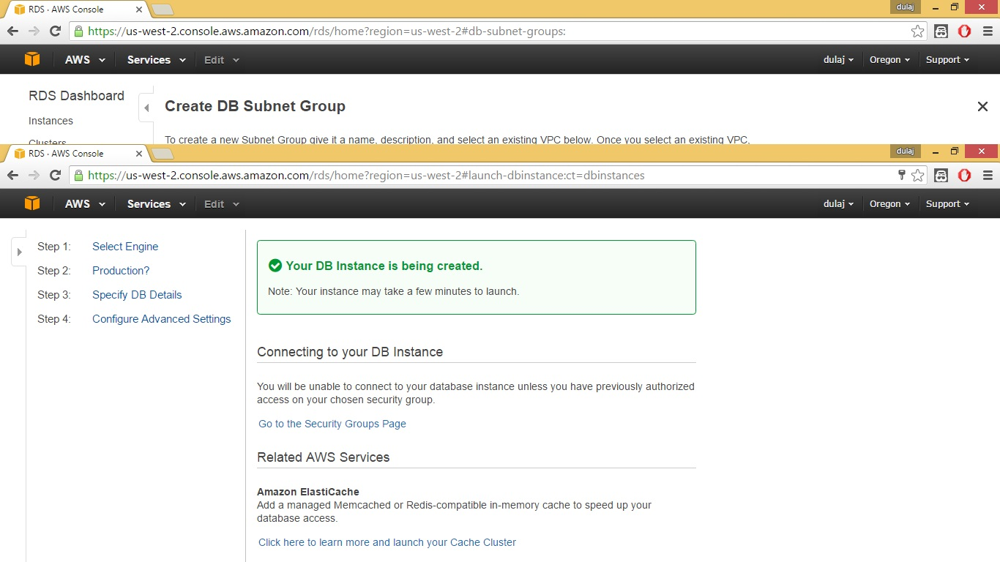 RDS · AWS Console
dulaj
https://us-west-2.console.aws.amazon.com/rds/home?region=us-west-2#db-subnet-groups:
AWS Services Edit dulaj Oregon Support
RDS Dashboard
Instances
Clusters
Create DB Subnet Group
To create a new Subnet Group give it a name, description, and select an existing VPC below. Once you select an existing VPC,
RDS · AWS Console
dulaj
https://us-west-2.console.aws.amazon.com/rds/home?region=us-west-2#launch-dbinstance:ct=dbinstances
AWS Services Edit dulaj Oregon Support
Step 1: Select Engine
Step 2: Production?
Step 3: Specify DB Details
Step 4: Configure Advanced Settings
Your DB Instance is being created.
Note: Your instance may take a few minutes to launch.
Connecting to your DB Instance
You will be unable to connect to your database instance unless you have previously authorized
access on your chosen security group.
Go to the Security Groups Page
Related AWS Services
Amazon ElastiCache
Add a managed Memcached or Redis-compatible in-memory cache to speed up your
database access.
Click here to learn more and launch your Cache Cluster